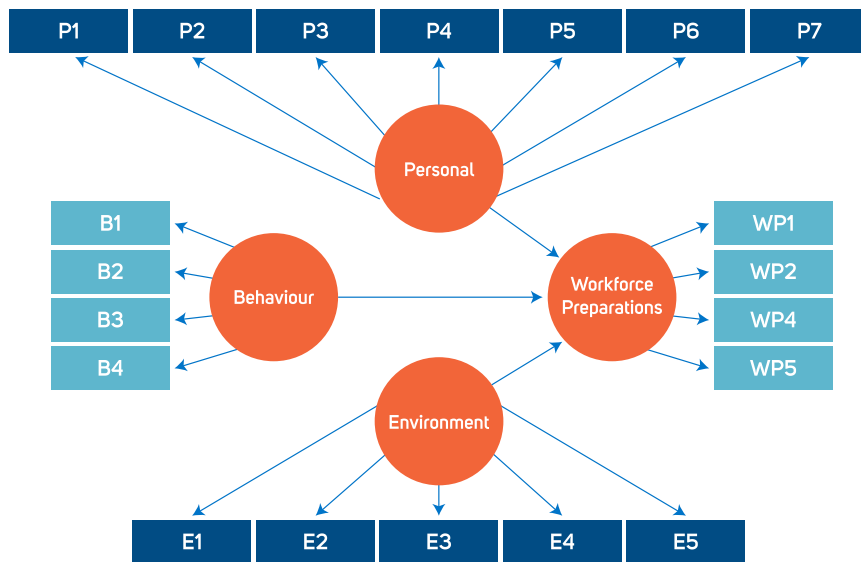 P1
P2
P3
P4
P5
P6
P7
Personal
B1
B2
B3
B4
Behaviour
Workforce
Preparations
WP1
WP2
WP4
WP5
Environment
E1
E2
E3
E4
E5